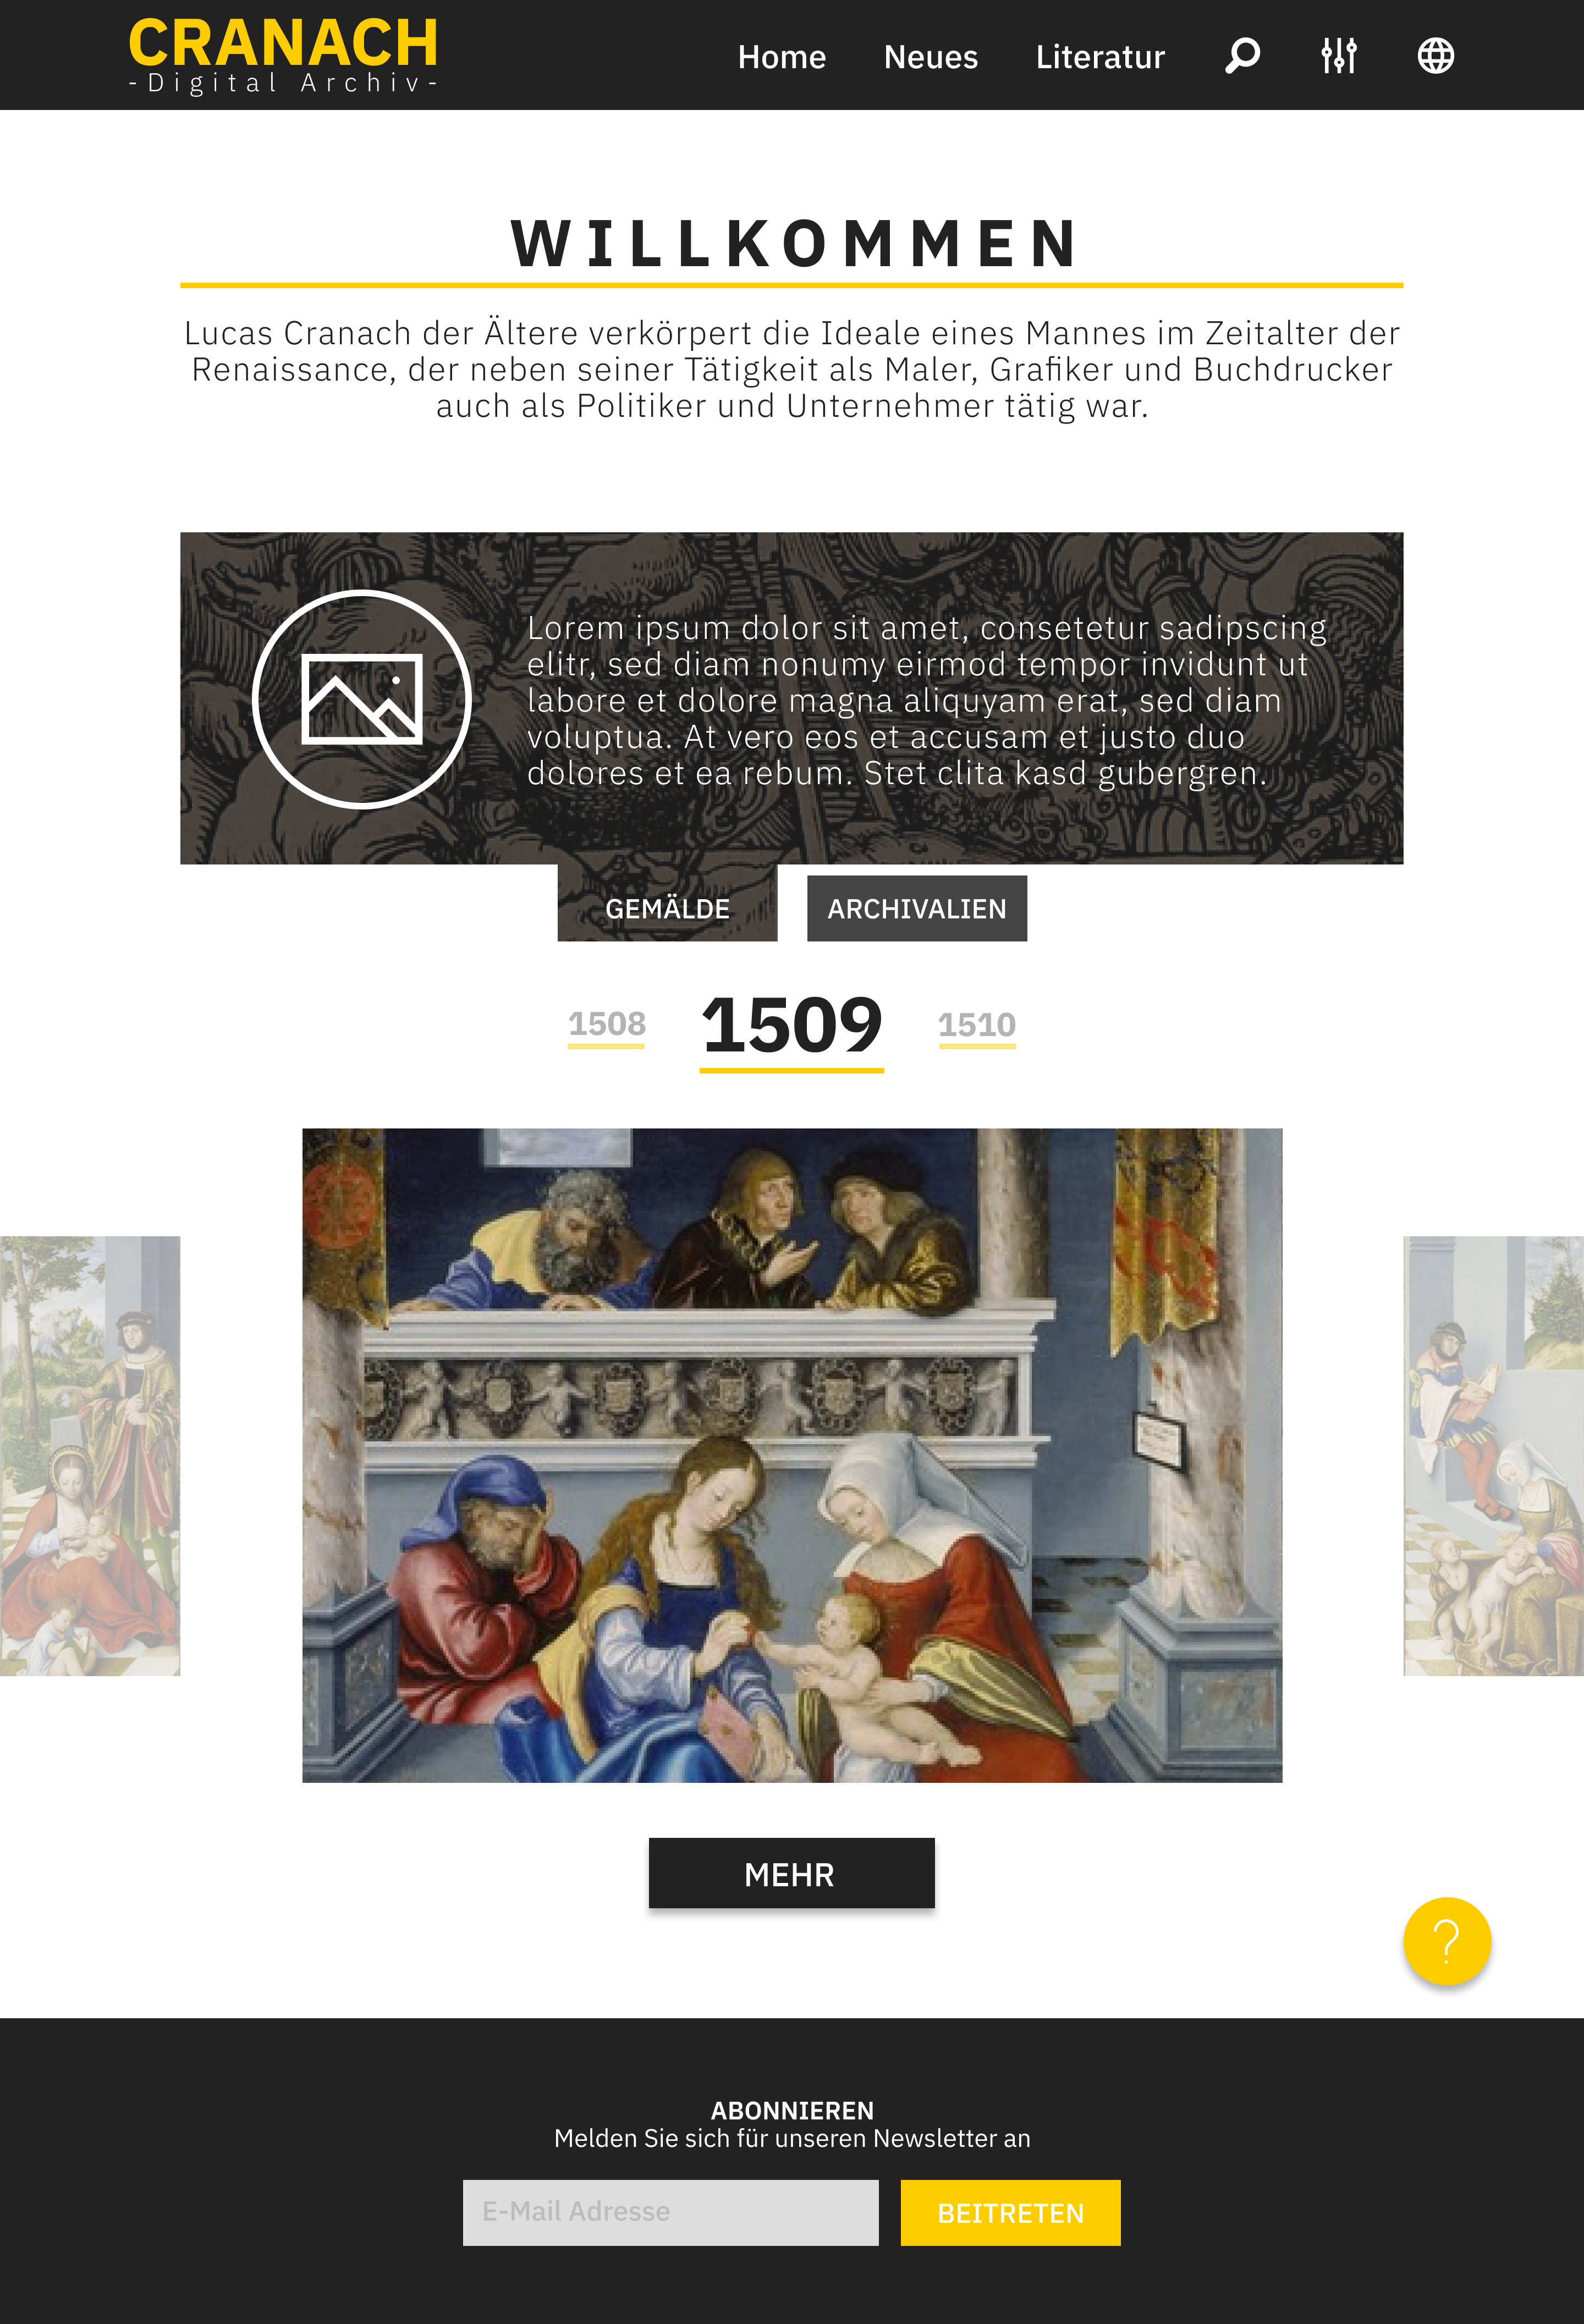 CRANACH
-Digital Archiv-
Home Neues Literatur
WILLKOMMEN
Lucas Cranach der Ältere verkörpert die Ideale eines Mannes im Zeitalter der
Renaissance, der neben seiner Tätigkeit als Maler, Grafiker und Buchdrucker
auch als Politiker und Unternehmer tätig war.
Lorem ipsum dolor sit amet, consetetur sadipscing
elitr, sed diam nonumy eirmod tempor invidunt ut
labore et dolore magna aliquyam erat, sed diam
voluptua. At vero eos et accusam et justo duo
dolores et ea rebum. Stet clita kasd gubergren.
GEMÄLDE ARCHIVALIEN
1508 1509 1510
MEHR
?
ABONNIEREN
Melden Sie sich für unseren Newsletter an
E-Mail Adresse BEITRETEN